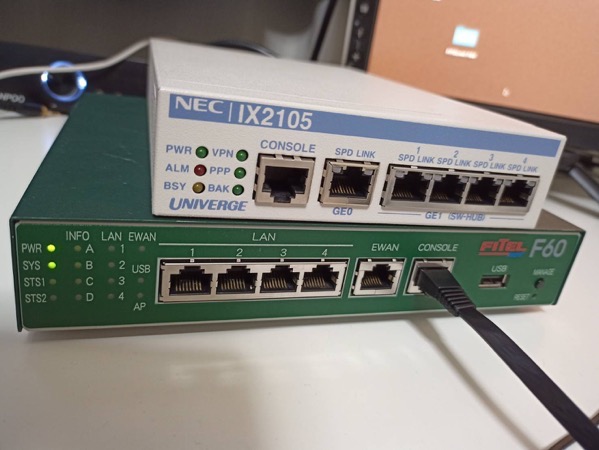 NEC IX2105
PWR VPN CONSOLE SPD LINK 1 2 3 4
SPD LINK SPD LINK SPD LINK SPD LINK
ALM PPP
BSY BAK
UNIVERGE GE0 GE1 (SW-HUB)
INFO LAN EWAN LAN EWAN CONSOLE FITEL F60
PWR A 1 1 2 3 4 USB MANAGE
SYS B 2 USB
STS1 C 3 RESET
STS2 D 4 AP